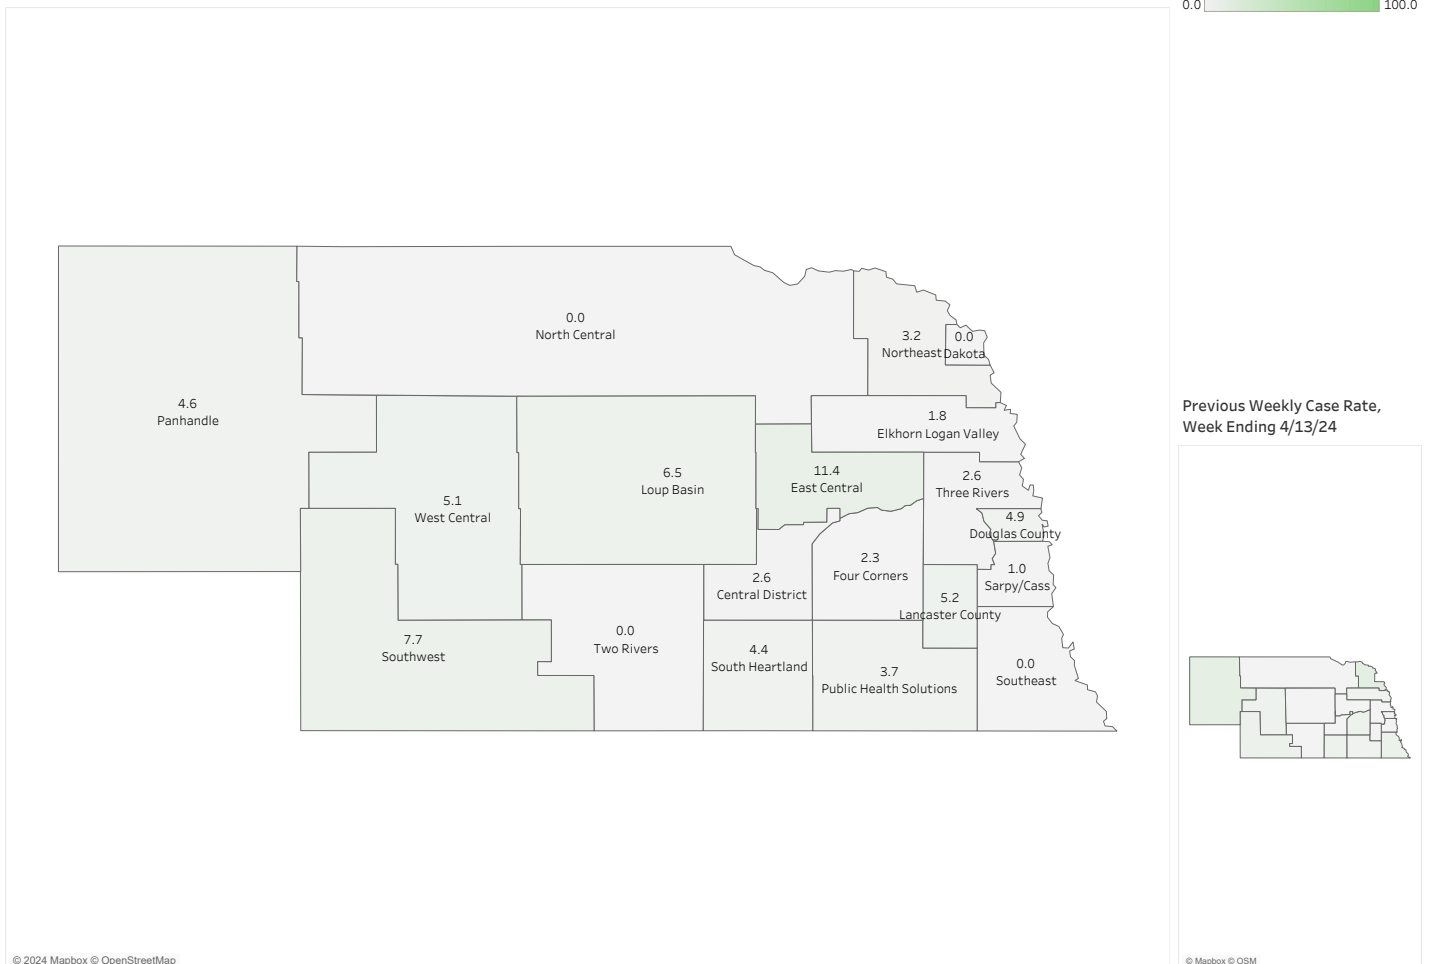 0.0
100.0
0.0
North Central
3.2
Northeast
0.0
Dakota
4.6
Panhandle
1.8
Elkhorn Logan Valley
11.4
East Central
6.5
Loup Basin
2.6
Three Rivers
5.1
West Central
4.9
Douglas County
2.3
Four Corners
1.0
Sarpy/Cass
2.6
Central District
5.2
Lancaster County
7.7
Southwest
0.0
Two Rivers
4.4
South Heartland
3.7
Public Health Solutions
0.0
Southeast
© 2024 Mapbox © OpenStreetMap
Previous Weekly Case Rate,
Week Ending 4/13/24
© Mapbox © OSM